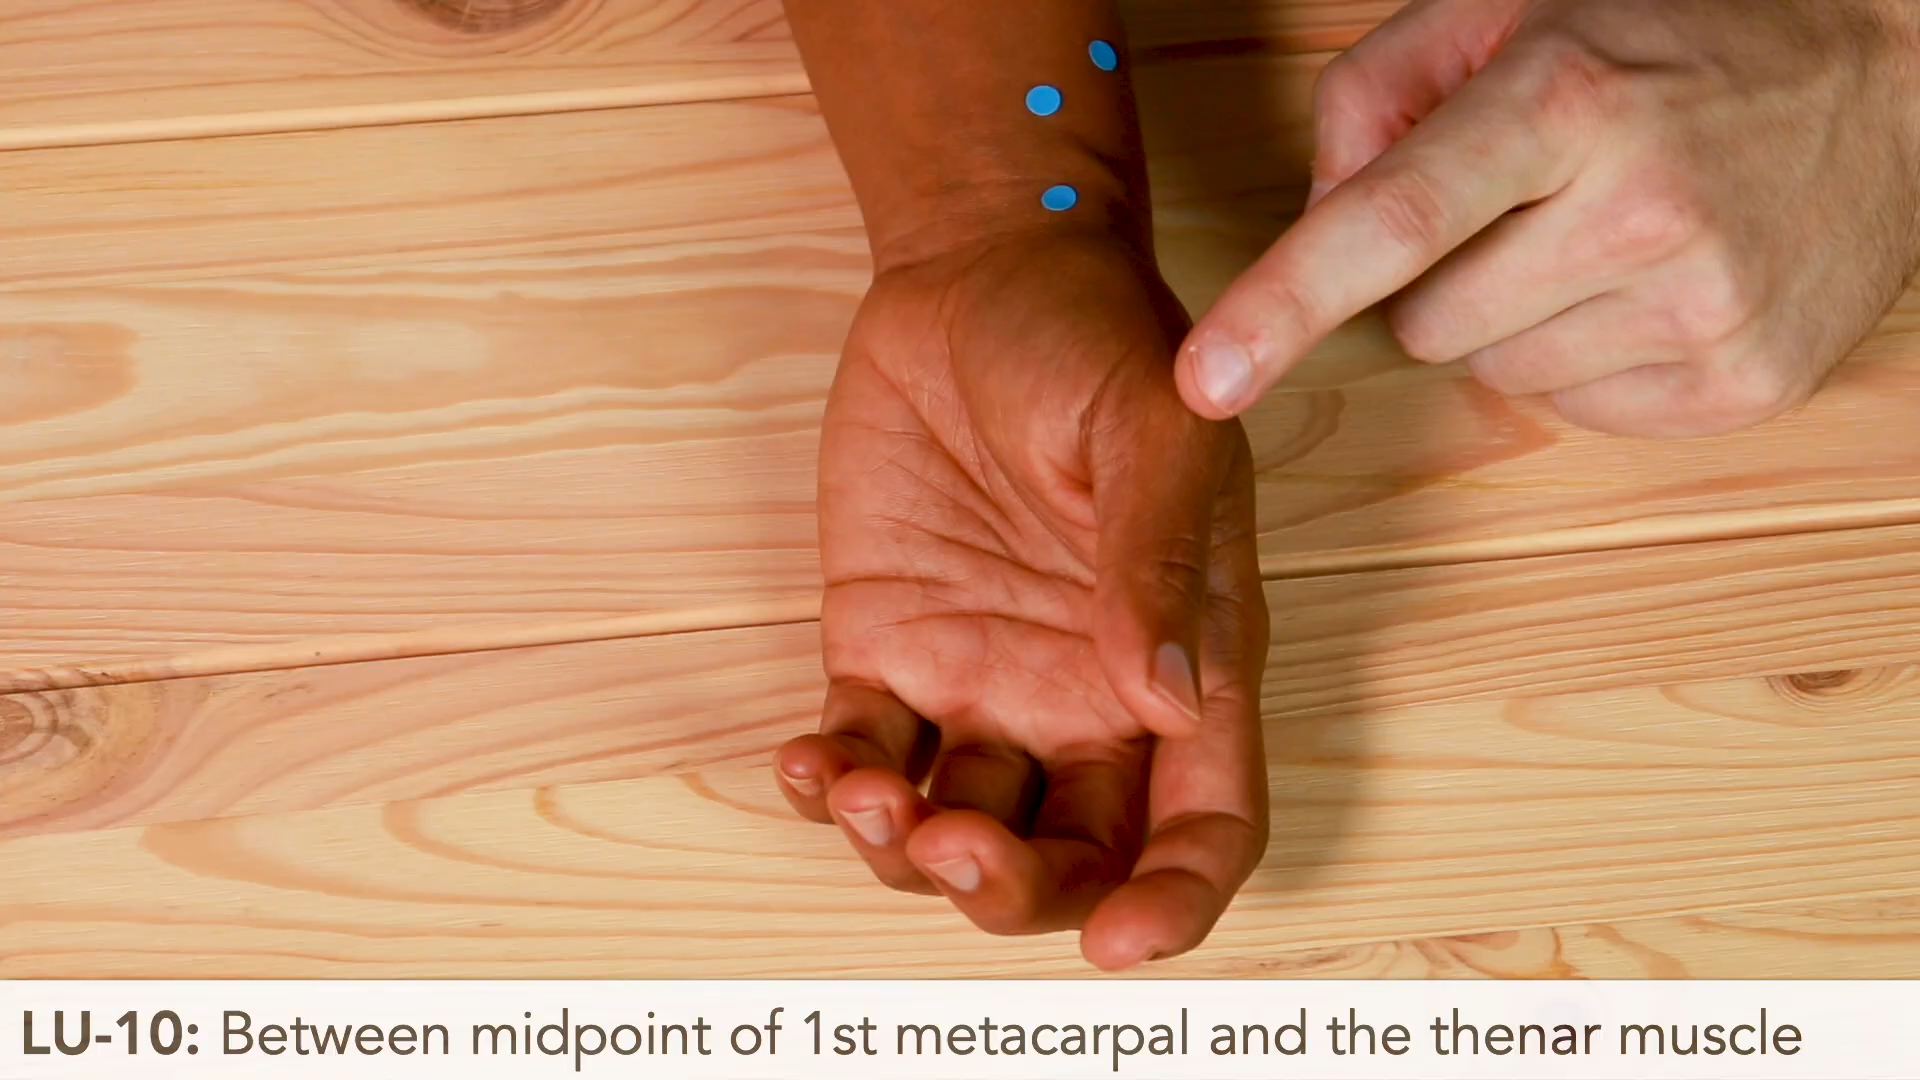 LU-10: Between midpoint of 1st metacarpal and the thenar muscle